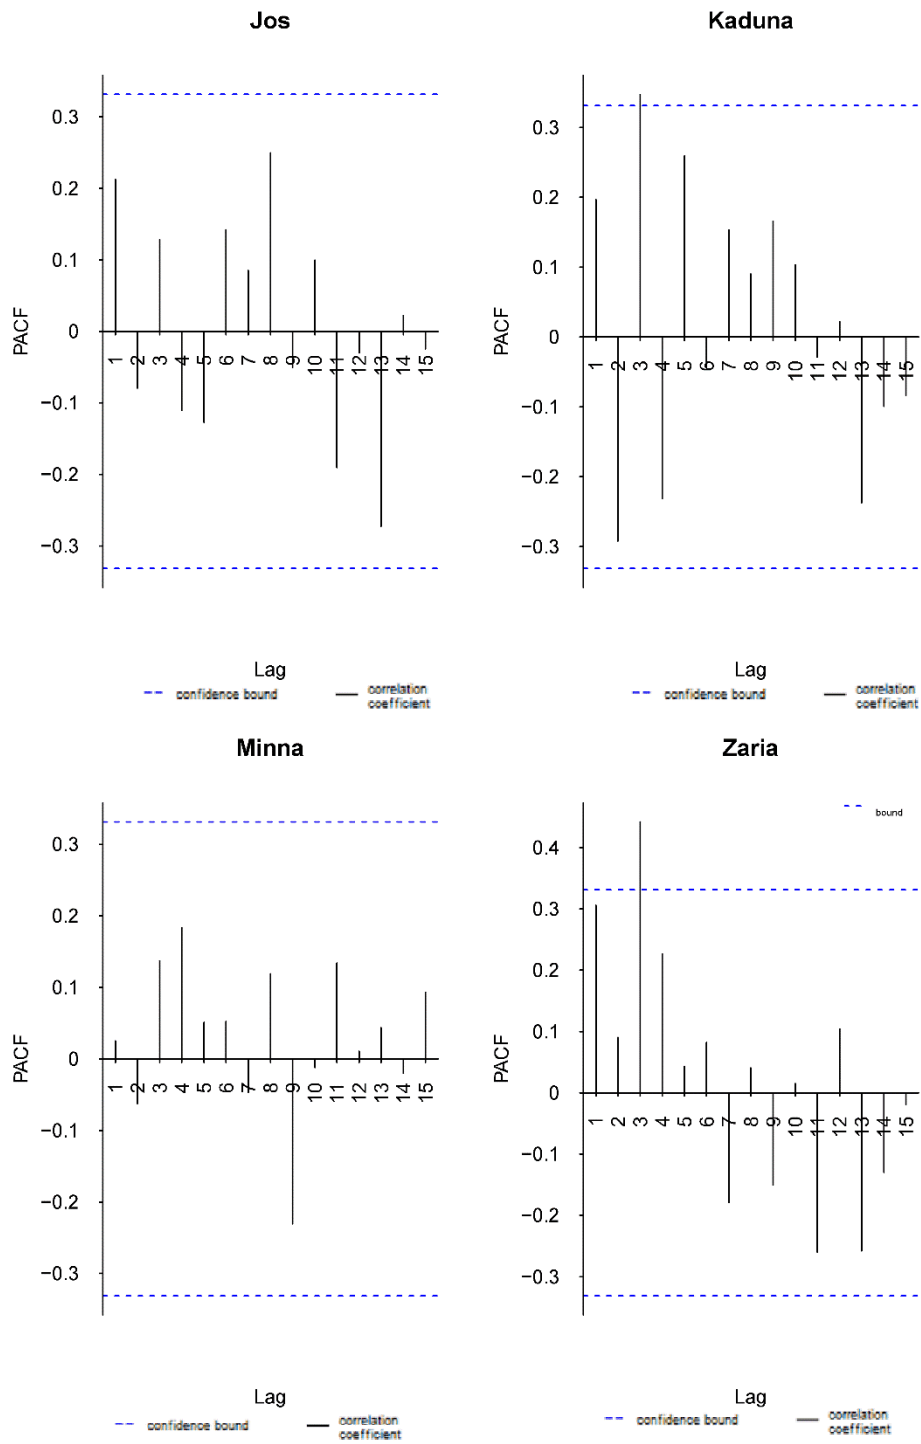 Jos
Kaduna
PACF
0.3
0.2
0.1
0
−0.1
−0.2
−0.3
1 2 3 4 5 6 7 8 9 10 11 12 13 14 15
Lag
confidence bound
correlation
coefficient
PACF
0.3
0.2
0.1
0
−0.1
−0.2
−0.3
1 2 3 4 5 6 7 8 9 10 11 12 13 14 15
Lag
confidence bound
correlation
coefficient
Minna
Zaria
PACF
0.3
0.2
0.1
0
−0.1
−0.2
−0.3
1 2 3 4 5 6 7 8 9 10 11 12 13 14 15
Lag
confidence bound
correlation
coefficient
bound
PACF
0.4
0.3
0.2
0.1
0
−0.1
−0.2
−0.3
1 2 3 4 5 6 7 8 9 10 11 12 13 14 15
Lag
confidence bound
correlation
coefficient